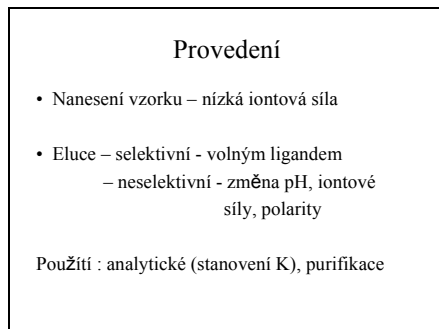 Provedení
• Nanesení vzorku – nízká iontová síla
• Eluce – selektivní - volným ligandem
– neselektivní - změna pH, iontové
síly, polarity
Použítí : analytické (stanovení K), purifikace